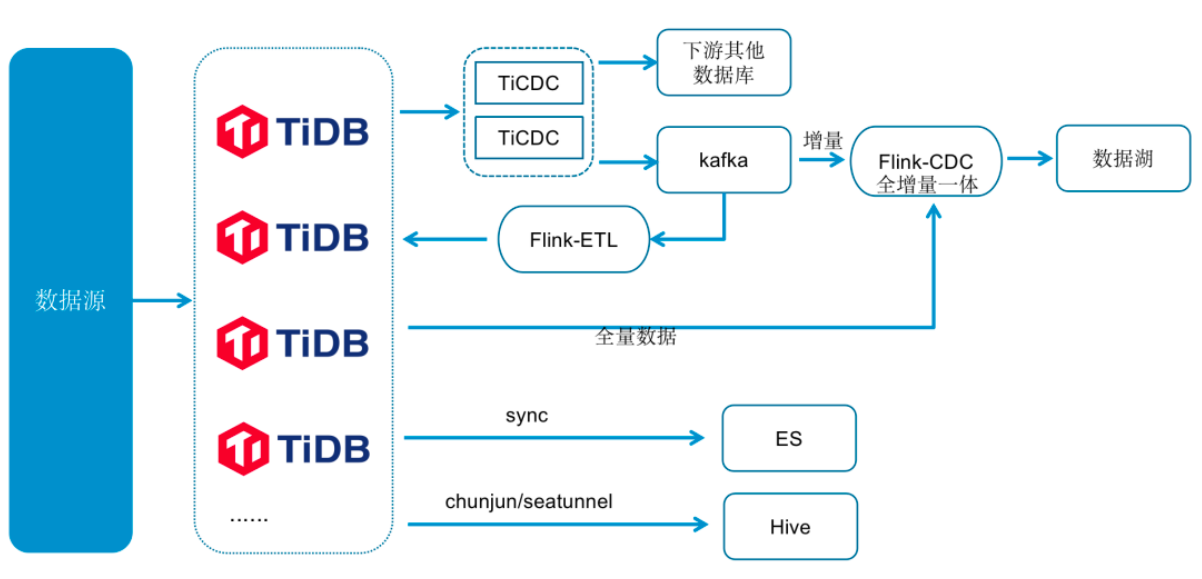 数据源
TiDB
TiDB
TiDB
TiDB
......
TiCDC
TiCDC
下游其他
数据库
kafka
增量
Flink-CDC
全增量一体
数据湖
Flink-ETL
全量数据
sync
ES
chunjun/seatunnel
Hive